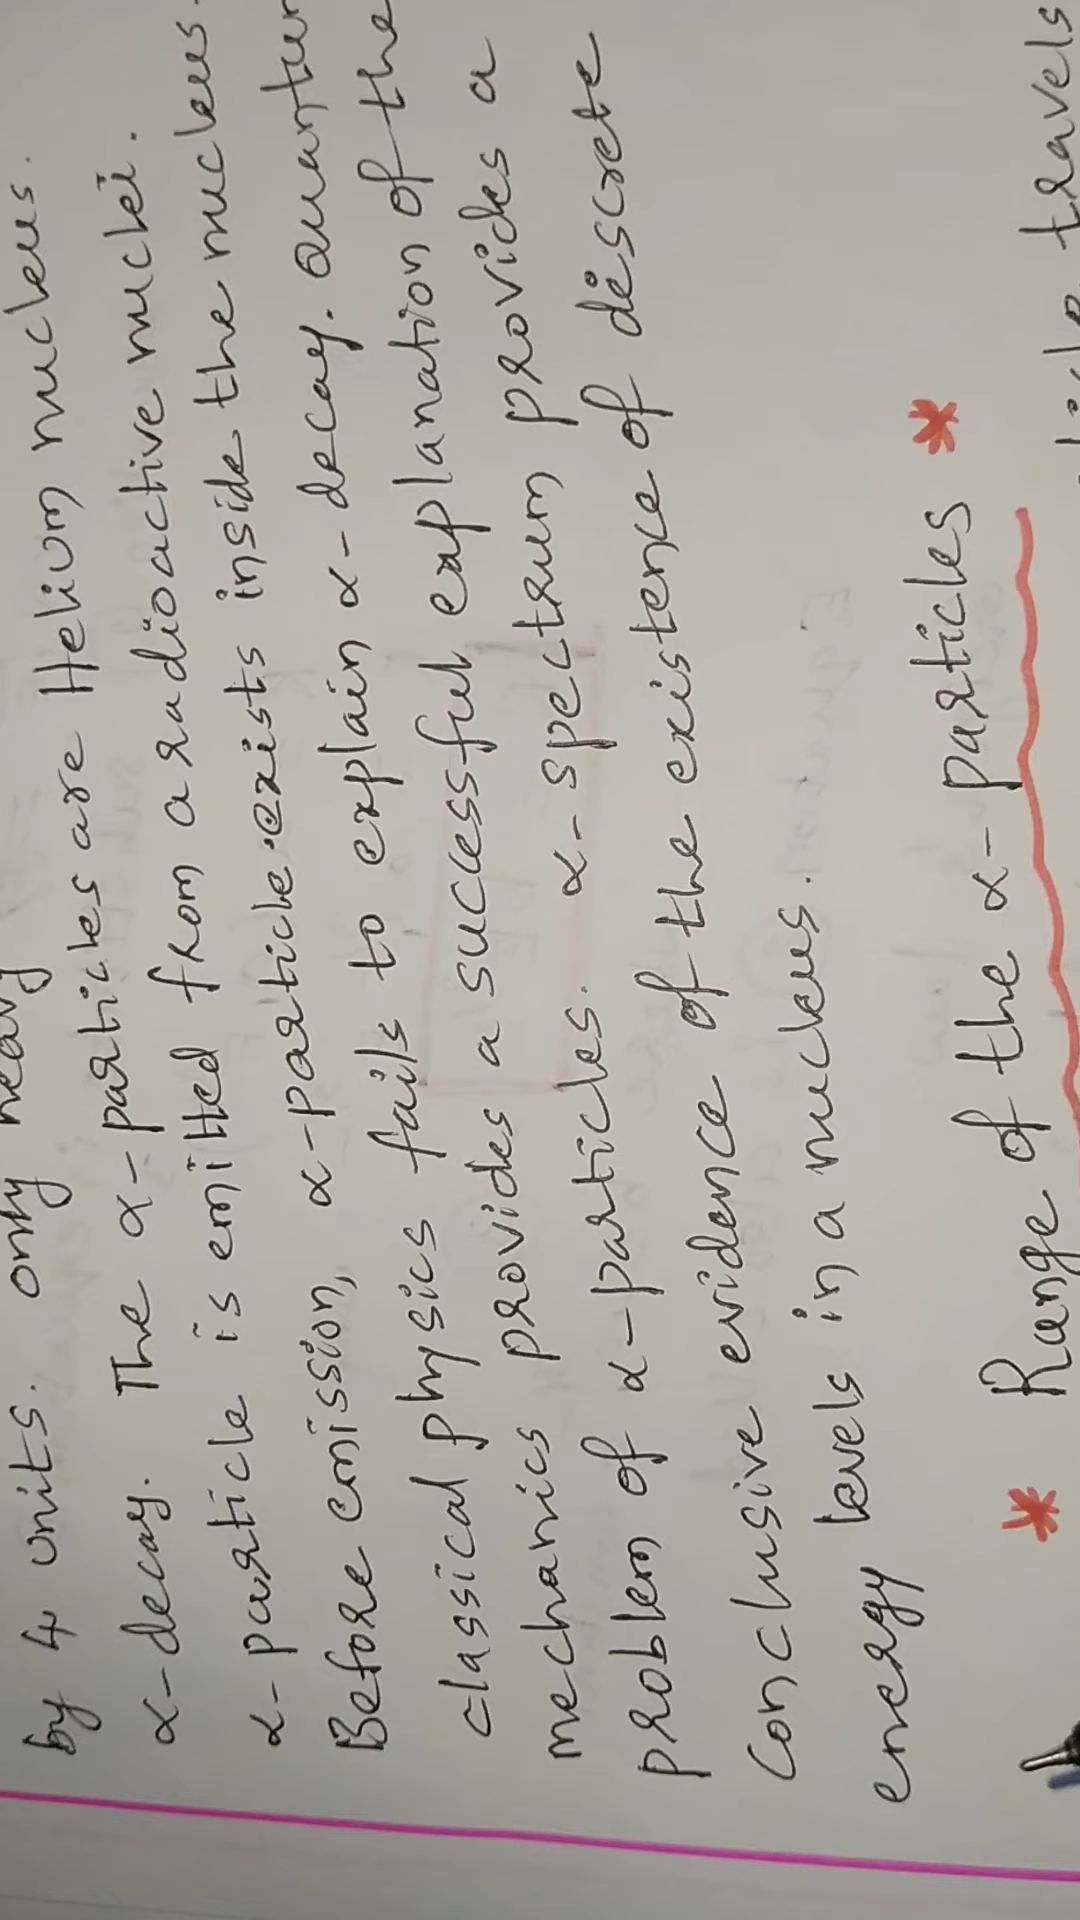 by 4 units. only heavy
α-decay. The α-particles are Helium nucleus.
α-particle is emitted from a radioactive nuclei.
Before emission, α-particle exists inside the nucleus.
classical physics fails to explain α-decay. Quantum
mechanics provides a successful explanation of the
problem of α-particles. α-spectrum provides a
conclusive evidence of the existence of discrete
energy levels in a nucleus.
* Range of the α-particles *
travels